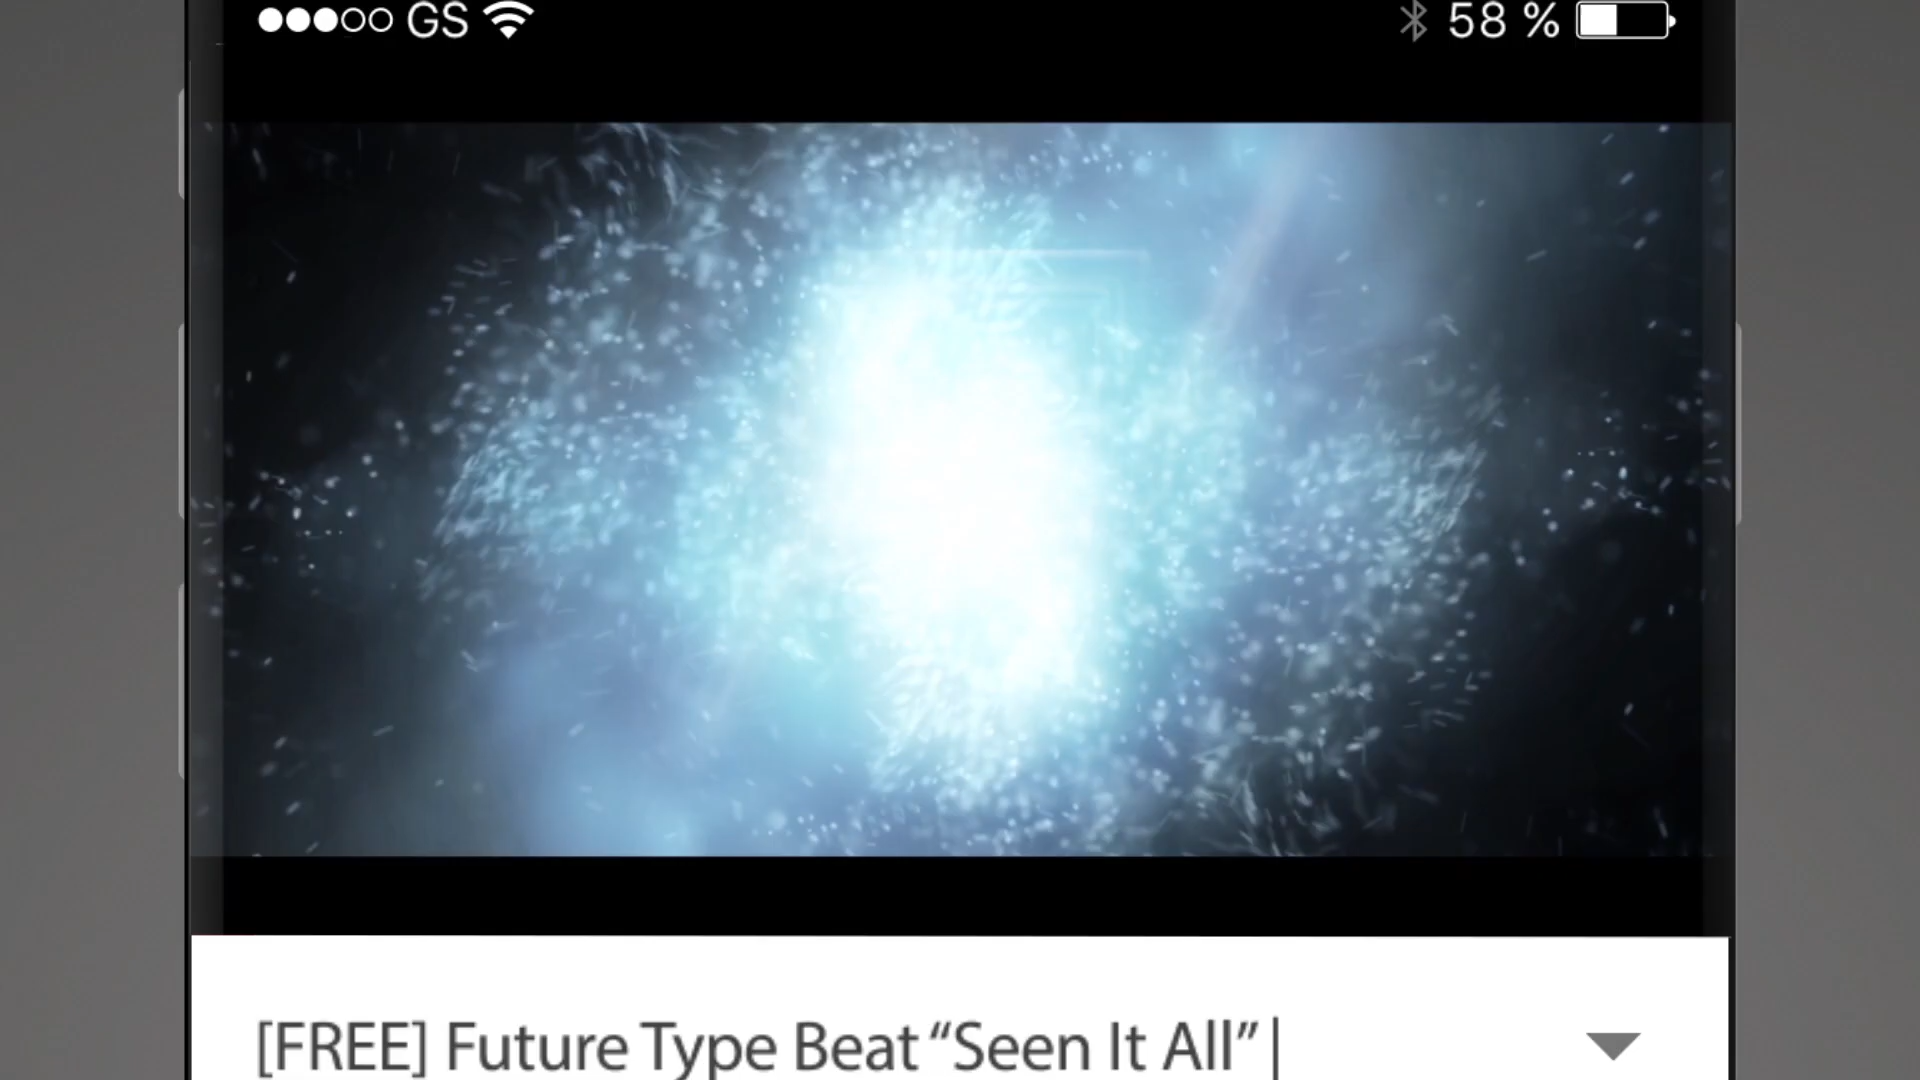 GS 58 %
[FREE] Future Type Beat “Seen It All” |